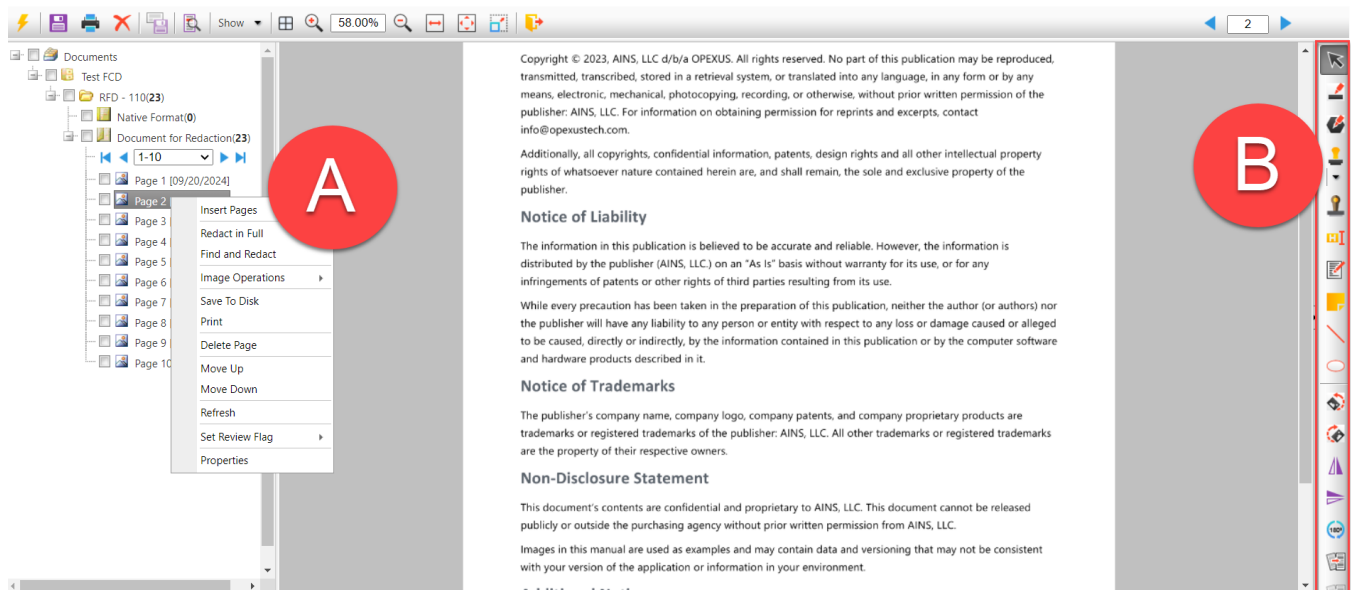 Show
58.00%
2
Documents
Test FCD
RFD - 110(23)
Native Format(0)
Document for Redaction(23)
1-10
Page 1 [09/20/2024]
Page 2 [
Page 3 [
Page 4 [
Page 5 [
Page 6 [
Page 7 [
Page 8 [
Page 9 [
Page 10
Insert Pages
Redact in Full
Find and Redact
Image Operations
Save To Disk
Print
Delete Page
Move Up
Move Down
Refresh
Set Review Flag
Properties
A
Copyright © 2023, AINS, LLC d/b/a OPEXUS. All rights reserved. No part of this publication may be reproduced,
transmitted, transcribed, stored in a retrieval system, or translated into any language, in any form or by any
means, electronic, mechanical, photocopying, recording, or otherwise, without prior written permission of the
publisher: AINS, LLC. For information on obtaining permission for reprints and excerpts, contact
info@opexustech.com.
Additionally, all copyrights, confidential information, patents, design rights and all other intellectual property
rights of whatsoever nature contained herein are, and shall remain, the sole and exclusive property of the
publisher.
Notice of Liability
The information in this publication is believed to be accurate and reliable. However, the information is
distributed by the publisher (AINS, LLC.) on an "As Is" basis without warranty for its use, or for any
infringements of patents or other rights of third parties resulting from its use.
While every precaution has been taken in the preparation of this publication, neither the author (or authors) nor
the publisher will have any liability to any person or entity with respect to any loss or damage caused or alleged
to be caused, directly or indirectly, by the information contained in this publication or by the computer software
and hardware products described in it.
Notice of Trademarks
The publisher's company name, company logo, company patents, and company proprietary products are
trademarks or registered trademarks of the publisher: AINS, LLC. All other trademarks or registered trademarks
are the property of their respective owners.
Non-Disclosure Statement
This document's contents are confidential and proprietary to AINS, LLC. This document cannot be released
publicly or outside the purchasing agency without prior written permission from AINS, LLC.
Images in this manual are used as examples and may contain data and versioning that may not be consistent
with your version of the application or information in your environment.
B
180°